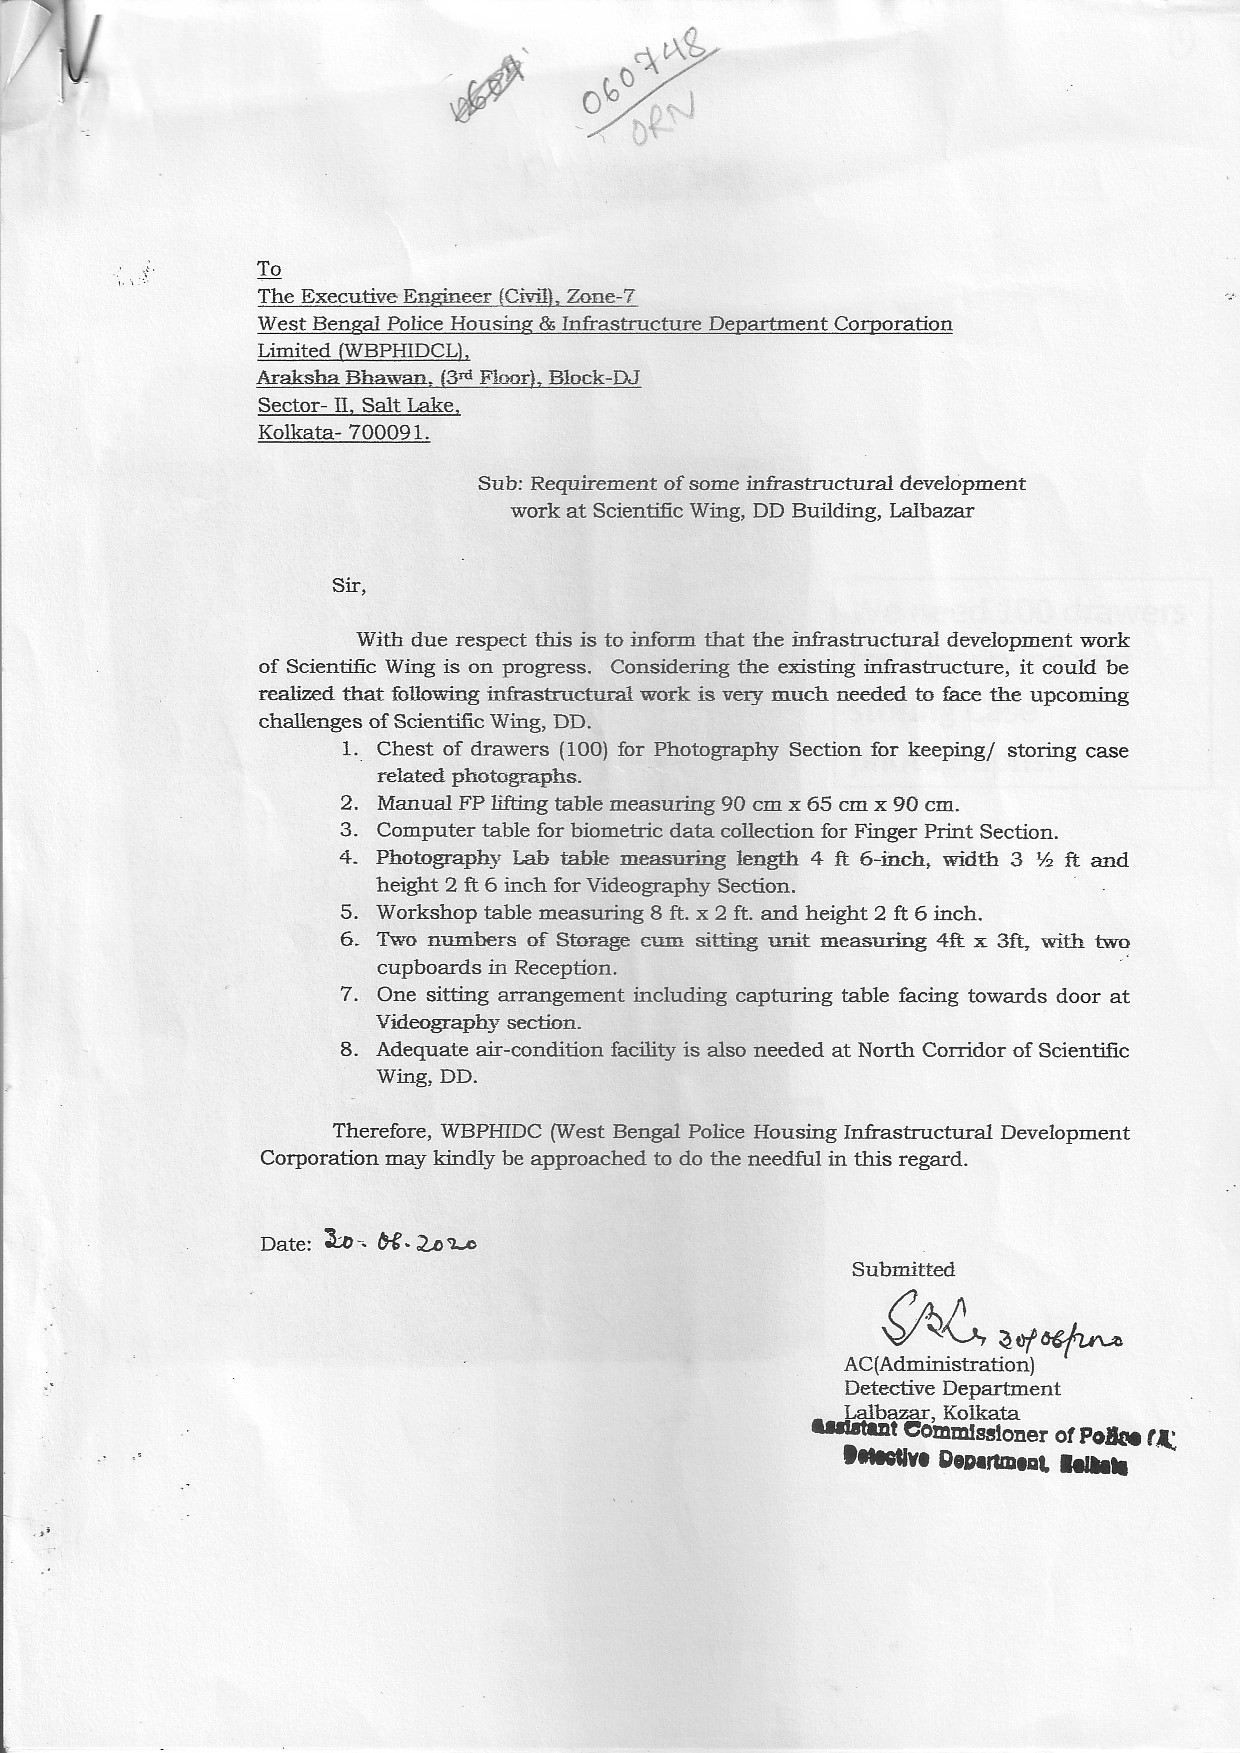 060748
ORN
To
The Executive Engineer (Civil), Zone-7
West Bengal Police Housing & Infrastructure Department Corporation
Limited (WBPHIDCL),
Araksha Bhawan, (3rd Floor), Block-DJ
Sector- II, Salt Lake,
Kolkata- 700091.
Sub: Requirement of some infrastructural development
work at Scientific Wing, DD Building, Lalbazar
Sir,
With due respect this is to inform that the infrastructural development work
of Scientific Wing is on progress. Considering the existing infrastructure, it could be
realized that following infrastructural work is very much needed to face the upcoming
challenges of Scientific Wing, DD.
1. Chest of drawers (100) for Photography Section for keeping/ storing case
related photographs.
2. Manual FP lifting table measuring 90 cm x 65 cm x 90 cm.
3. Computer table for biometric data collection for Finger Print Section.
4. Photography Lab table measuring length 4 ft 6-inch, width 3 ½ ft and
height 2 ft 6 inch for Videography Section.
5. Workshop table measuring 8 ft. x 2 ft. and height 2 ft 6 inch.
6. Two numbers of Storage cum sitting unit measuring 4ft x 3ft, with two
cupboards in Reception.
7. One sitting arrangement including capturing table facing towards door at
Videography section.
8. Adequate air-condition facility is also needed at North Corridor of Scientific
Wing, DD.
Therefore, WBPHIDC (West Bengal Police Housing Infrastructural Development
Corporation may kindly be approached to do the needful in this regard.
Date: 30-06.2020
Submitted
30/06/2020
AC(Administration)
Detective Department
Lalbazar, Kolkata
Assistant Commissioner of Police
Detective Department, Kolkata